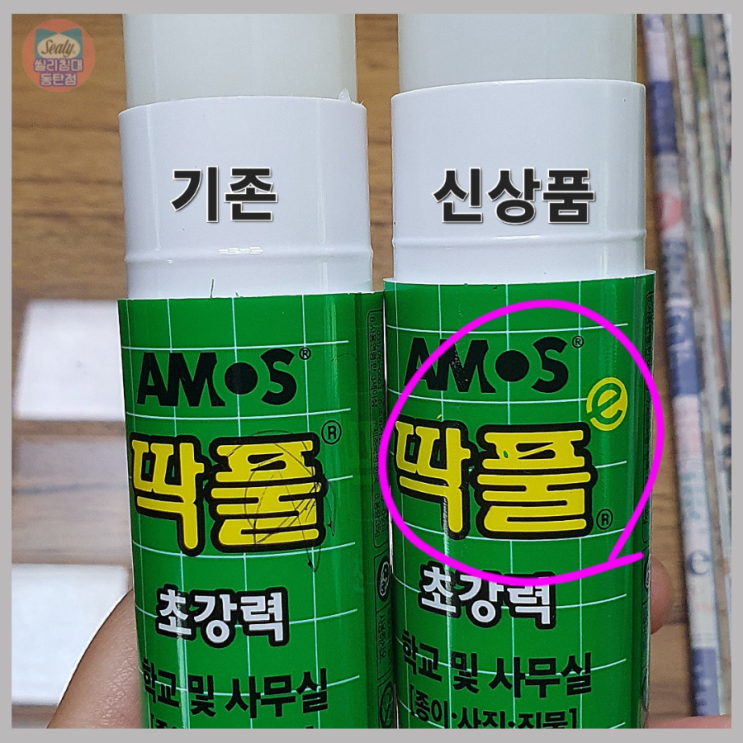 Sealy
씰리침대
동탄점
기존
신상품
AMOS®
딱풀®
초강력
학교 및 사무실
AMOS®
e
딱풀®
초강력
학교 및 사무실
[종이·사진·직물]